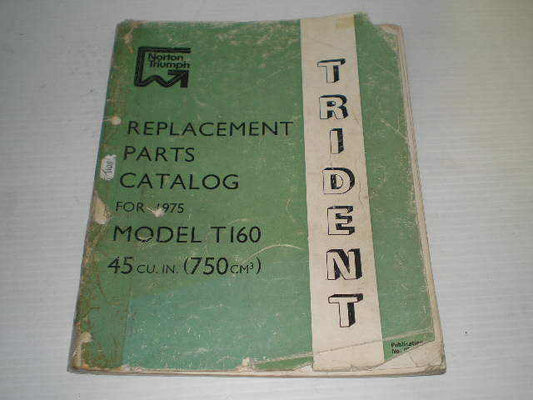 Norton
Triumph
REPLACEMENT
PARTS
CATALOG
FOR 1975
MODEL T160
45 CU. IN. (750 CM³)
TRIDENT
Publication
No.